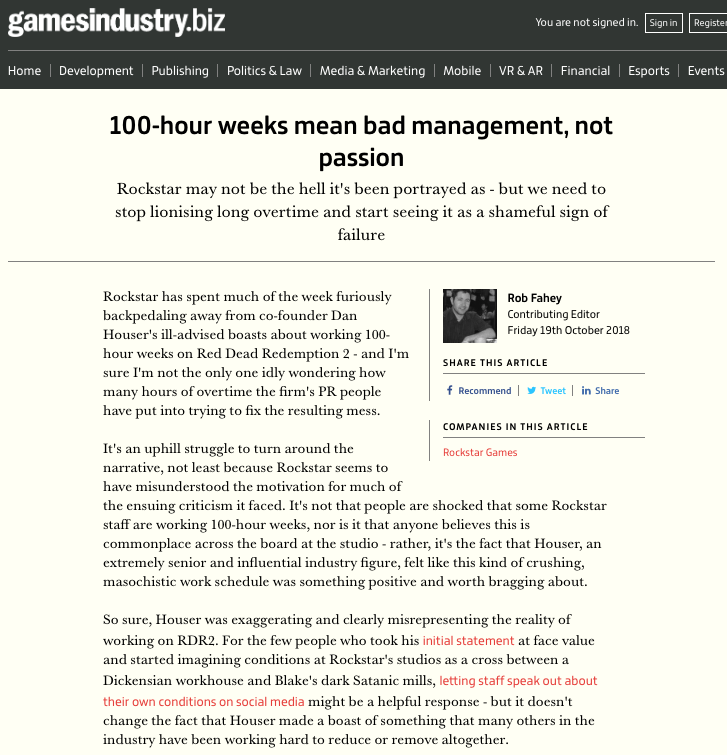 gamesindustry.biz
You are not signed in. Sign in Register
Home Development Publishing Politics & Law Media & Marketing Mobile VR & AR Financial Esports Events
100-hour weeks mean bad management, not
passion
Rockstar may not be the hell it's been portrayed as - but we need to
stop lionising long overtime and start seeing it as a shameful sign of
failure
Rockstar has spent much of the week furiously
backpedaling away from co-founder Dan
Houser's ill-advised boasts about working 100-
hour weeks on Red Dead Redemption 2 - and I'm
sure I'm not the only one idly wondering how
many hours of overtime the firm's PR people
have put into trying to fix the resulting mess.
Rob Fahey
Contributing Editor
Friday 19th October 2018
SHARE THIS ARTICLE
Recommend Tweet Share
COMPANIES IN THIS ARTICLE
Rockstar Games
It's an uphill struggle to turn around the
narrative, not least because Rockstar seems to
have misunderstood the motivation for much of
the ensuing criticism it faced. It's not that people are shocked that some Rockstar
staff are working 100-hour weeks, nor is it that anyone believes this is
commonplace across the board at the studio - rather, it's the fact that Houser, an
extremely senior and influential industry figure, felt like this kind of crushing,
masochistic work schedule was something positive and worth bragging about.
So sure, Houser was exaggerating and clearly misrepresenting the reality of
working on RDR2. For the few people who took his initial statement at face value
and started imagining conditions at Rockstar's studios as a cross between a
Dickensian workhouse and Blake's dark Satanic mills, letting staff speak out about
their own conditions on social media might be a helpful response - but it doesn't
change the fact that Houser made a boast of something that many others in the
industry have been working hard to reduce or remove altogether.